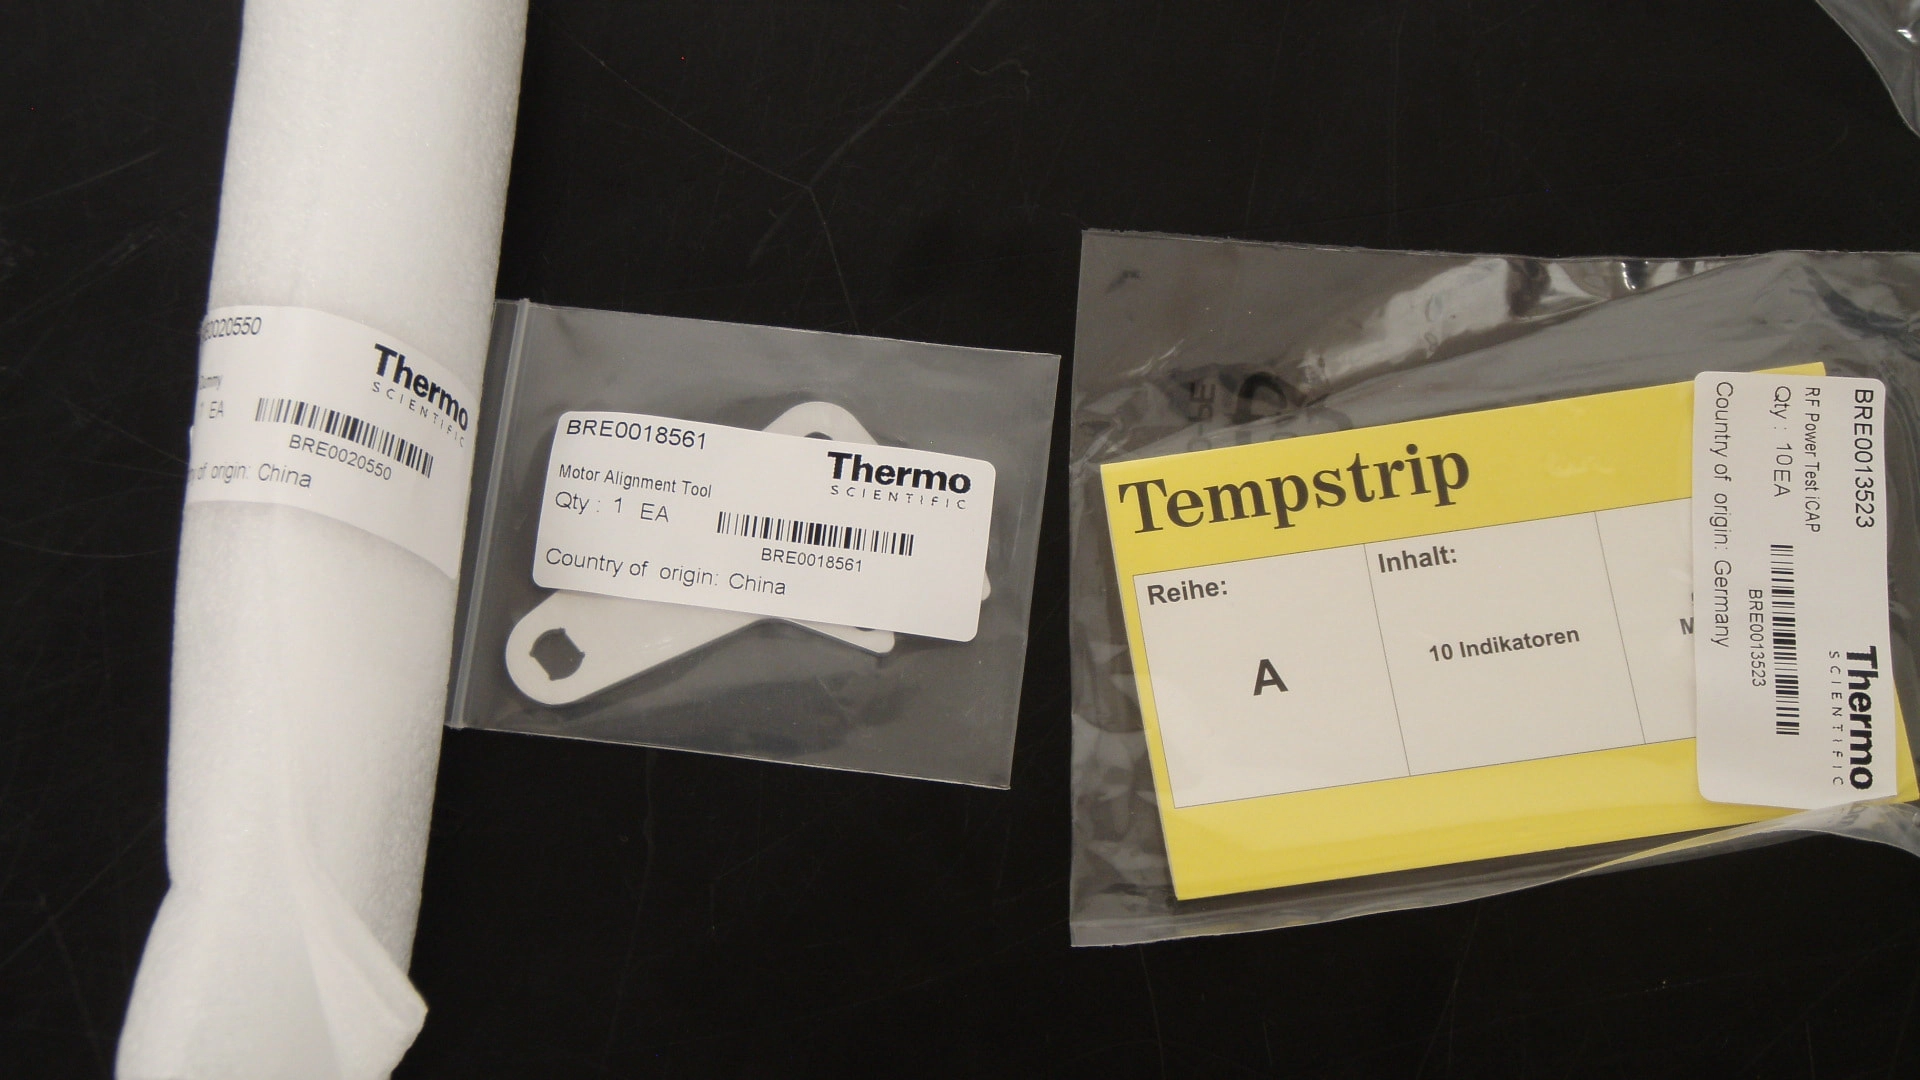 0020550
Thermo
SCIENTIFIC
1 EA
BRE0020550
of origin: China
BRE0018561
Thermo
SCIENTIFIC
Motor Alignment Tool
Qty : 1 EA
BRE0018561
Country of origin: China
Tempstrip
Reihe:
A
Inhalt:
10 Indikatoren
M
BRE0013523
RF Power Test iCAP
Qty : 10 EA
BRE0013523
Country of origin: Germany
Thermo
SCIENTIFIC